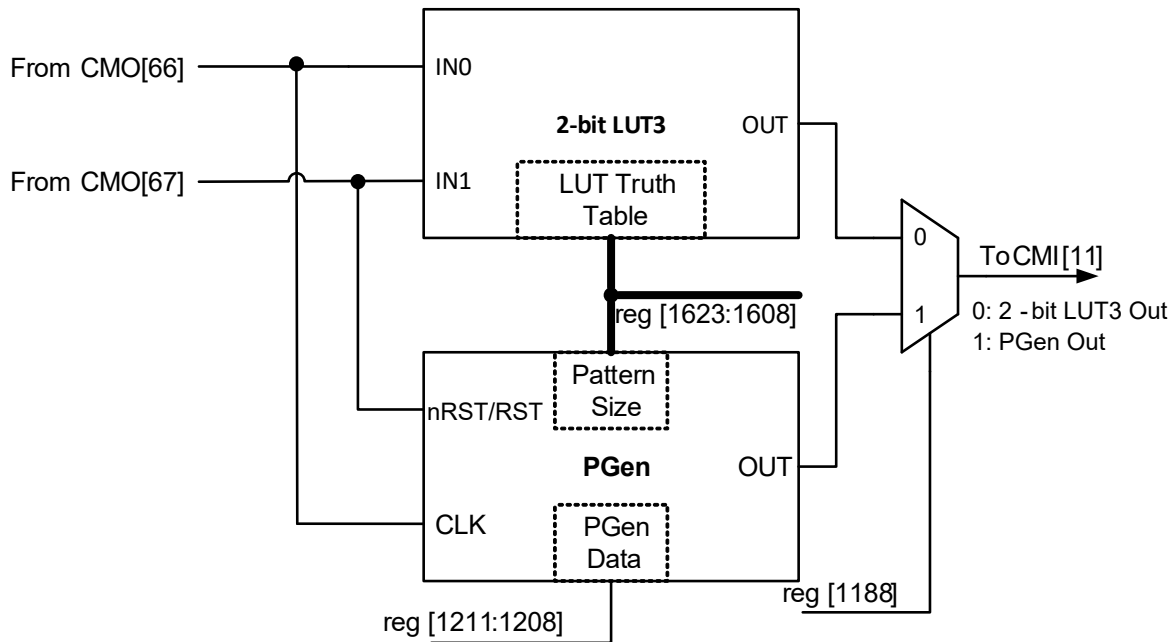 From CMO[66]
IN0
2-bit LUT3
OUT
From CMO[67]
IN1
LUT Truth
Table
0
To CMI[11]
reg [1623:1608]
1
0: 2 -bit LUT3 Out
1: PGen Out
Pattern
Size
nRST/RST
PGen
OUT
CLK
PGen
Data
reg [1188]
reg [1211:1208]